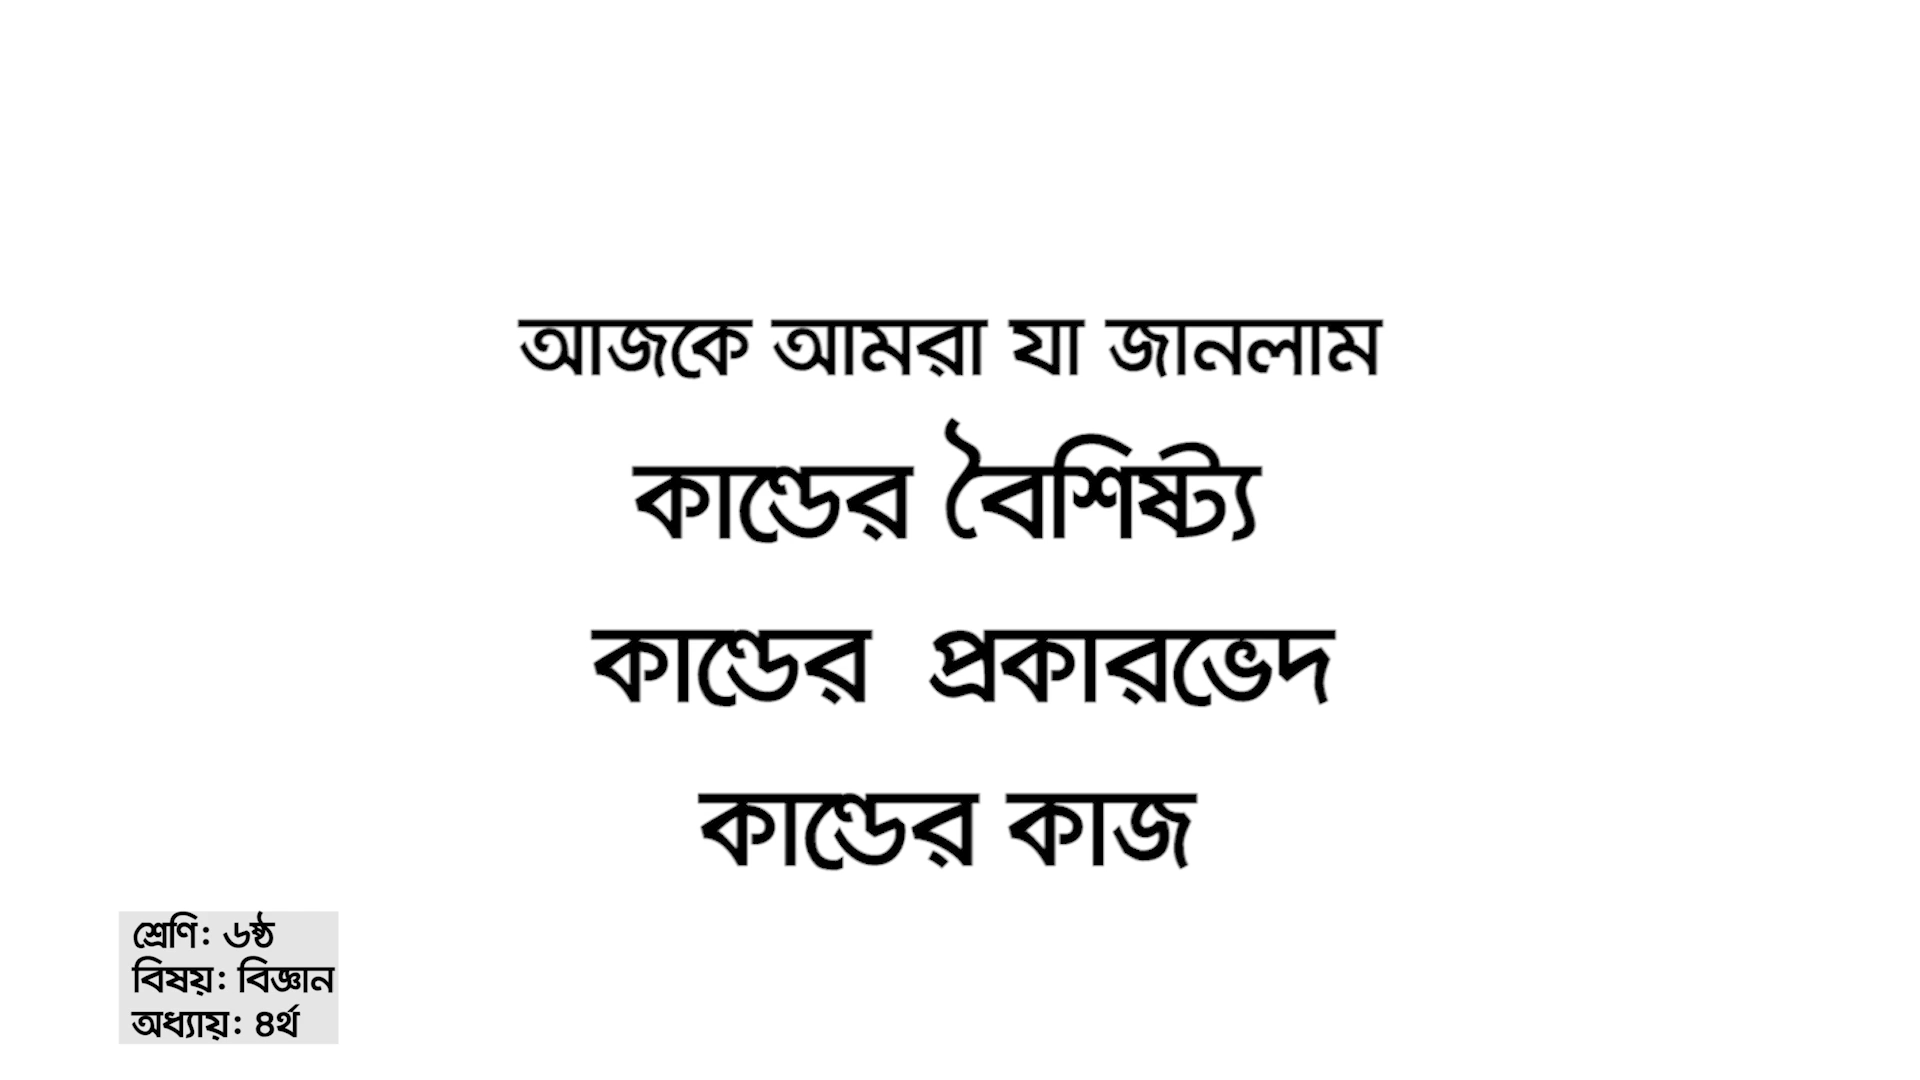 আজকে আমরা যা জানলাম
কাণ্ডের বৈশিষ্ট্য
কাণ্ডের প্রকারভেদ
কাণ্ডের কাজ
শ্রেণি: ৬ষ্ঠ
বিষয়: বিজ্ঞান
অধ্যায়: ৪র্থ